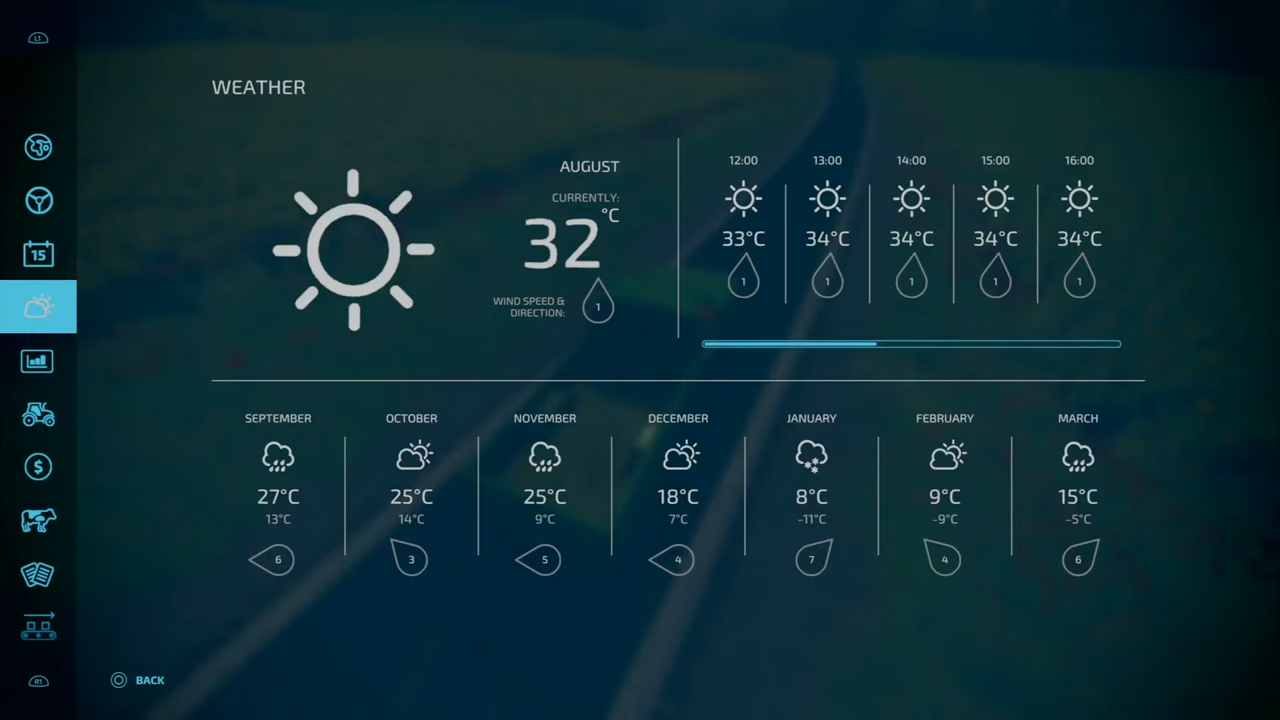 L1
WEATHER
AUGUST
CURRENTLY:
32°C
WIND SPEED &
DIRECTION:
1
12:00 13:00 14:00 15:00 16:00
33°C 34°C 34°C 34°C 34°C
1 1 1 1 1
15
$
SEPTEMBER OCTOBER NOVEMBER DECEMBER JANUARY FEBRUARY MARCH
27°C 25°C 25°C 18°C 8°C 9°C 15°C
13°C 14°C 9°C 7°C -11°C -9°C -5°C
6 3 5 4 7 4 6
R1
BACK